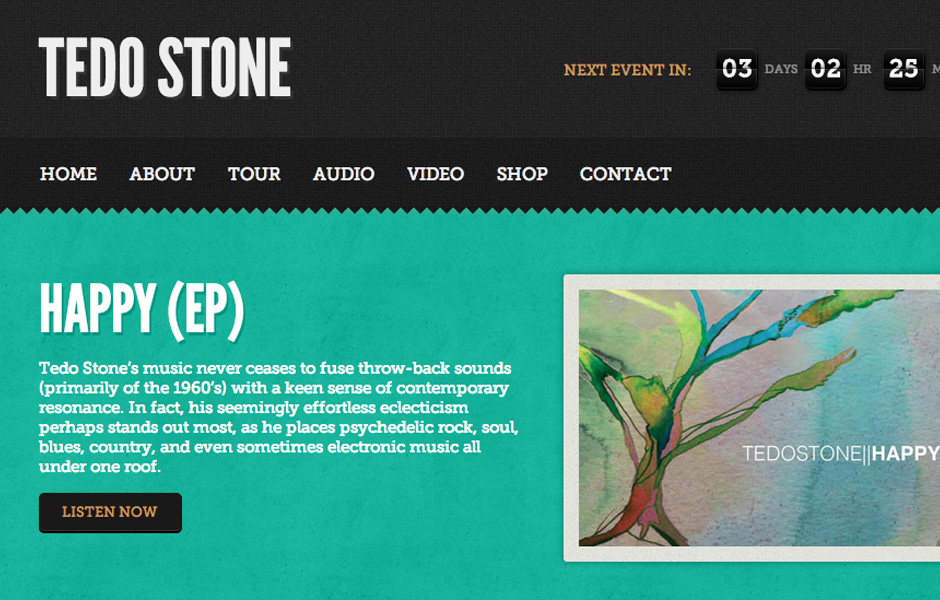 TEDO STONE
NEXT EVENT IN: 03 DAYS 02 HR 25 M
HOME ABOUT TOUR AUDIO VIDEO SHOP CONTACT
HAPPY (EP)
Tedo Stone's music never ceases to fuse throw-back sounds
(primarily of the 1960's) with a keen sense of contemporary
resonance. In fact, his seemingly effortless eclecticism
perhaps stands out most, as he places psychedelic rock, soul,
blues, country, and even sometimes electronic music all
under one roof.
LISTEN NOW
TEDOSTONE||HAPPY